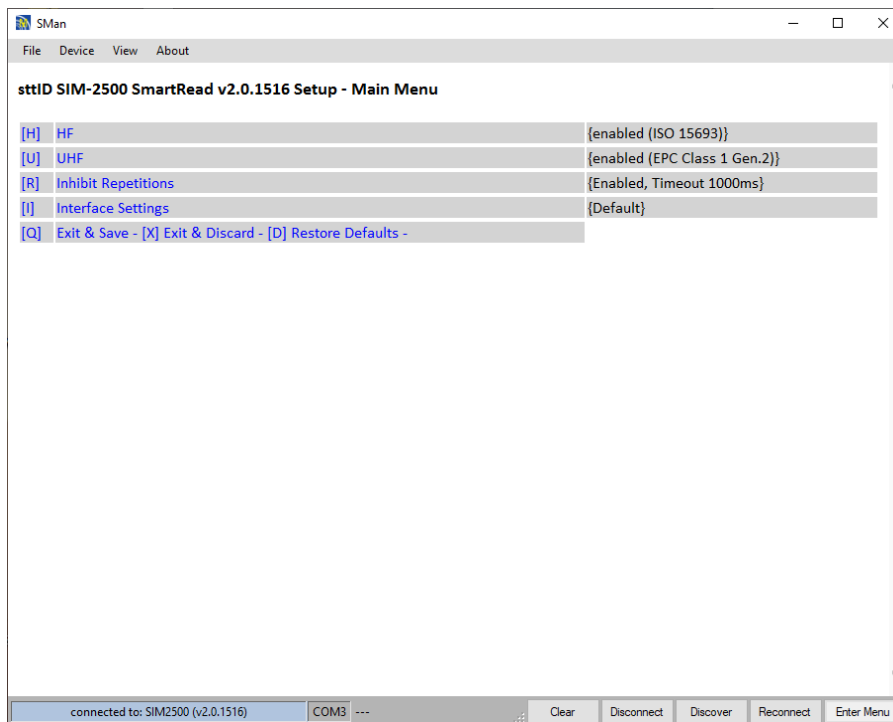 SMan
File Device View About
sttID SIM-2500 SmartRead v2.0.1516 Setup - Main Menu
[H] HF {enabled (ISO 15693)}
[U] UHF {enabled (EPC Class 1 Gen.2)}
[R] Inhibit Repetitions {Enabled, Timeout 1000ms}
[I] Interface Settings {Default}
[Q] Exit & Save - [X] Exit & Discard - [D] Restore Defaults -
connected to: SIM2500 (v2.0.1516) COM3 --- Clear Disconnect Discover Reconnect Enter Menu